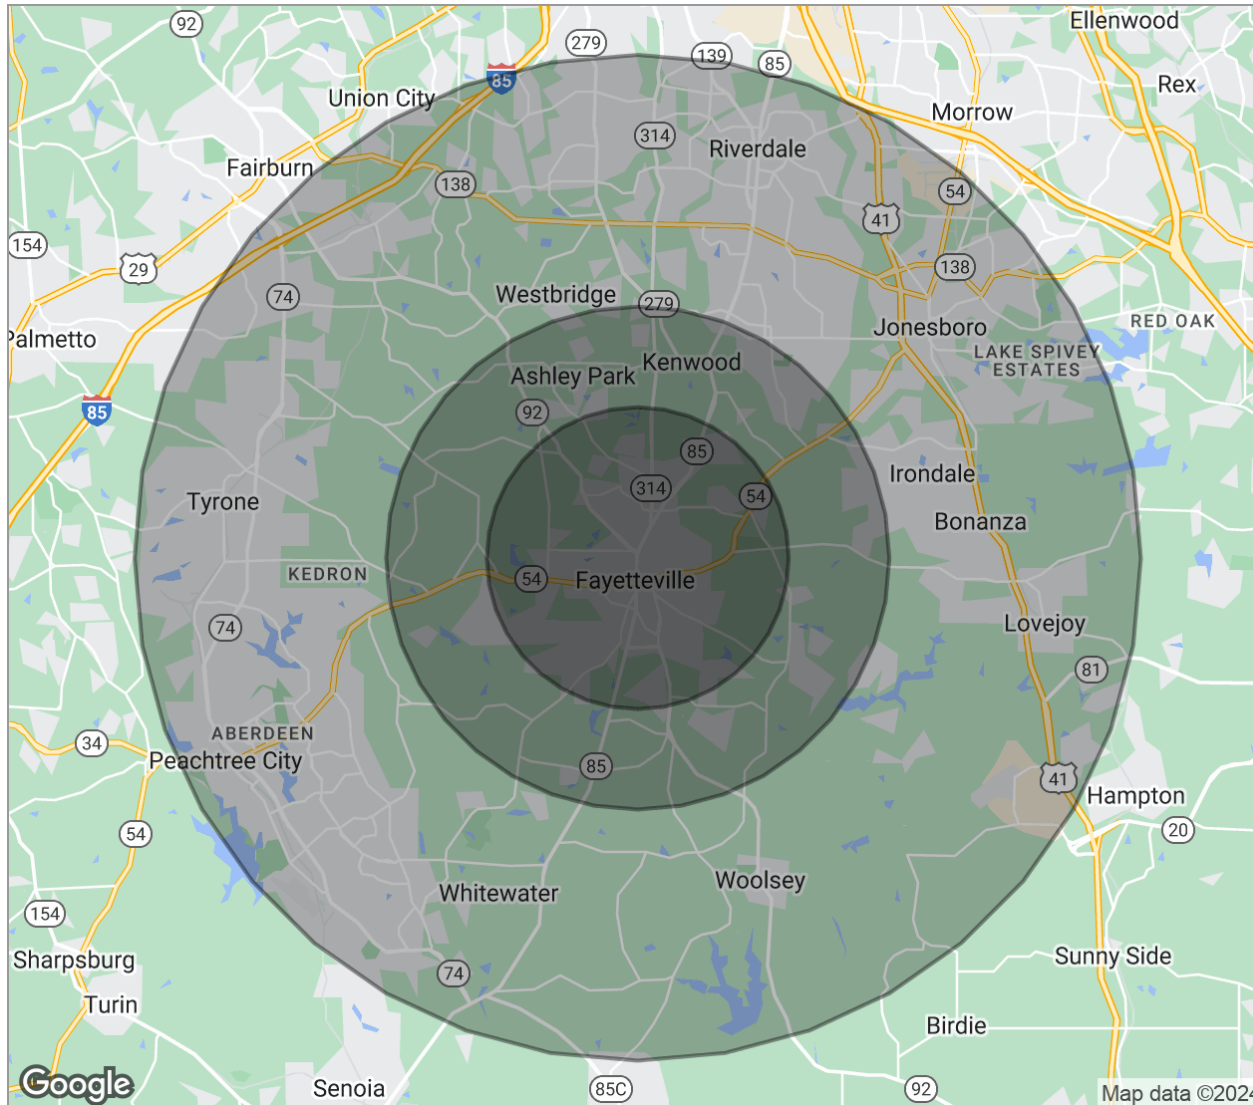 Ellenwood
92
279
139
85
85
Rex
Union City
Morrow
314
Riverdale
Fairburn
138
54
41
154
29
138
74
Westbridge
279
Palmetto
Jonesboro
RED OAK
Kenwood
LAKE SPIVEY
ESTATES
Ashley Park
85
92
85
Irondale
314
54
Tyrone
Bonanza
KEDRON
54
Fayetteville
74
Lovejoy
81
34
ABERDEEN
Peachtree City
85
41
Hampton
54
20
Woolsey
Whitewater
154
Sharpsburg
74
Sunny Side
Turin
Birdie
Google
Senoia
85C
92
Map data ©2024